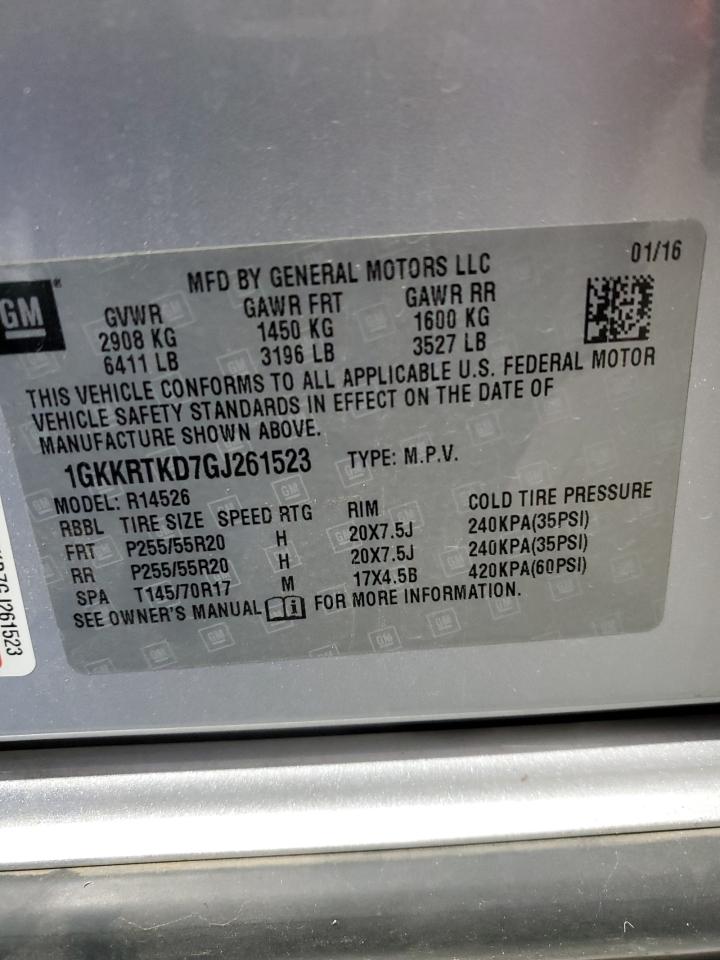 01/16
MFD BY GENERAL MOTORS LLC
GM
GVWR GAWR FRT GAWR RR
2908 KG 1450 KG 1600 KG
6411 LB 3196 LB 3527 LB
THIS VEHICLE CONFORMS TO ALL APPLICABLE U.S. FEDERAL MOTOR
VEHICLE SAFETY STANDARDS IN EFFECT ON THE DATE OF
MANUFACTURE SHOWN ABOVE.
1GKKRTKD7GJ261523 TYPE: M.P.V.
MODEL: R14526
RBBL TIRE SIZE SPEED RTG RIM COLD TIRE PRESSURE
FRT P255/55R20 H 20X7.5J 240KPA(35PSI)
RR P255/55R20 H 20X7.5J 240KPA(35PSI)
SPA T145/70R17 M 17X4.5B 420KPA(60PSI)
SEE OWNER'S MANUAL FOR MORE INFORMATION.
J261523